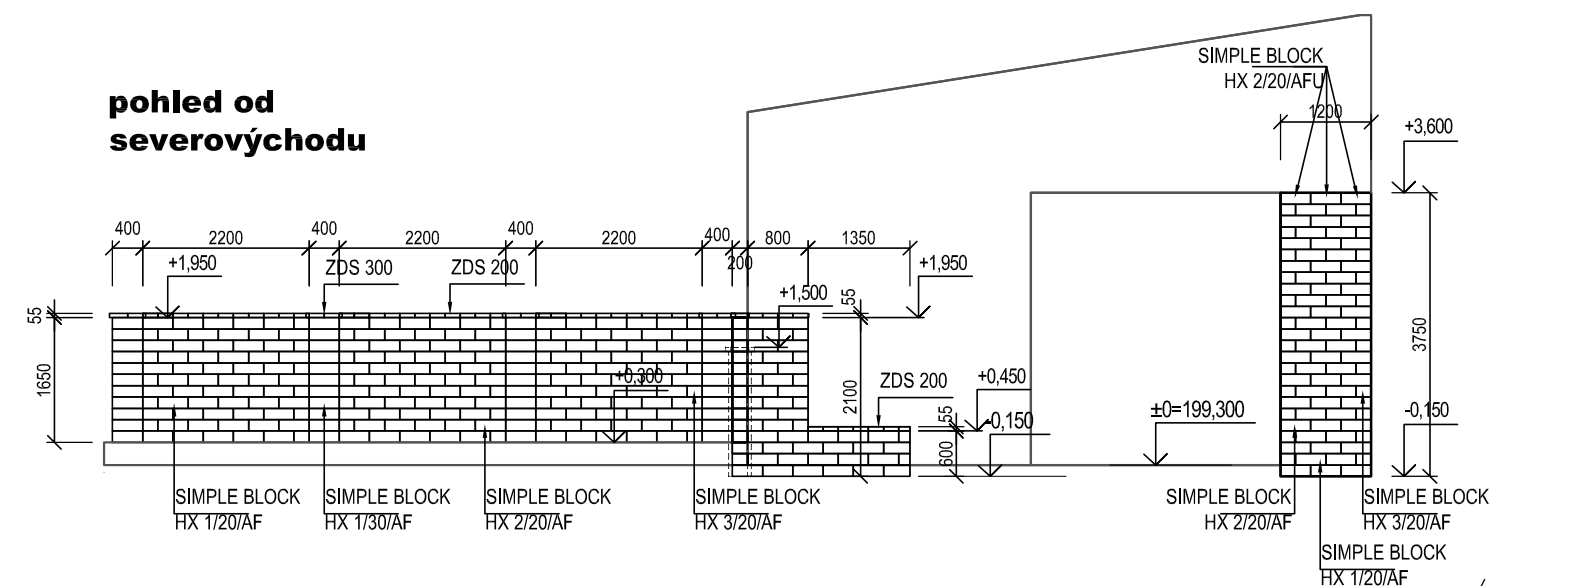 pohled od
severovýchodu
SIMPLE BLOCK
HX 2/20/AFU
1200
+3,600
400
2200
400
2200
400
2200
400
200
800
1350
+1,950
ZDS 300
ZDS 200
+1,950
+1,500
55
55
1650
+0,300
2100
ZDS 200
+0,450
55
-0,150
600
±0=199,300
3750
-0,150
SIMPLE BLOCK
HX 1/20/AF
SIMPLE BLOCK
HX 1/30/AF
SIMPLE BLOCK
HX 2/20/AF
SIMPLE BLOCK
HX 3/20/AF
SIMPLE BLOCK
HX 2/20/AF
SIMPLE BLOCK
HX 3/20/AF
SIMPLE BLOCK
HX 1/20/AF